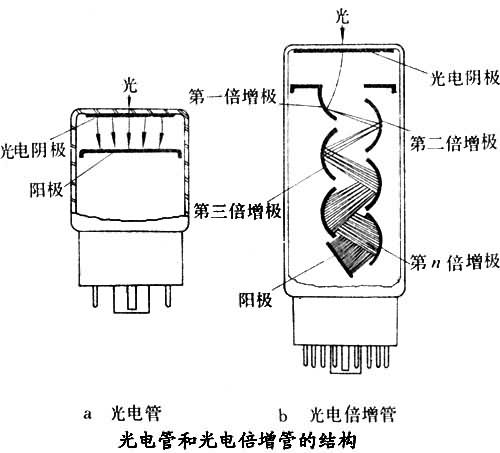 光
光电阴极
阳极
光
光电阴极
第一倍增极
第二倍增极
第三倍增极
第n倍增极
阳极
a 光电管
b 光电倍增管
光电管和光电倍增管的结构